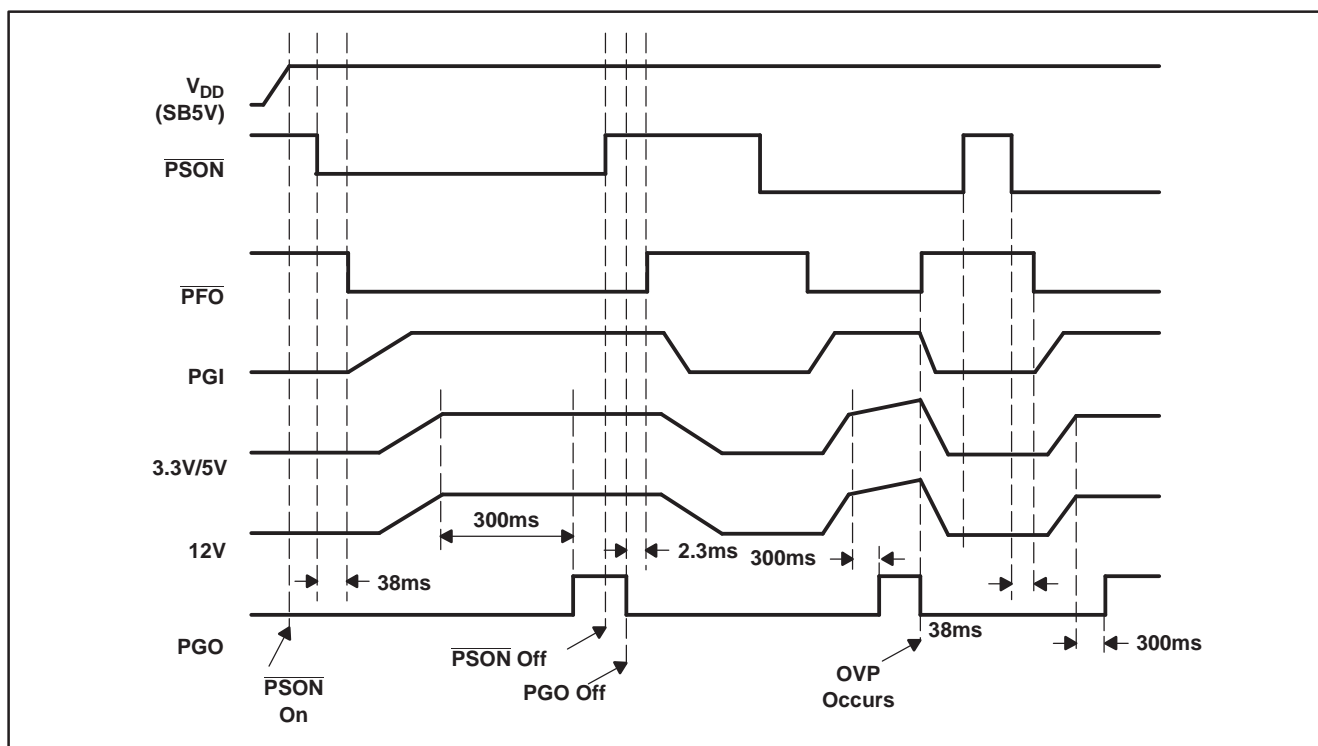 VDD
(SB5V)
PSON
PFO
PGI
3.3V/5V
12V
300ms
2.3ms
300ms
38ms
PGO
38ms
300ms
PSON Off
PGO Off
PSON
On
OVP
Occurs